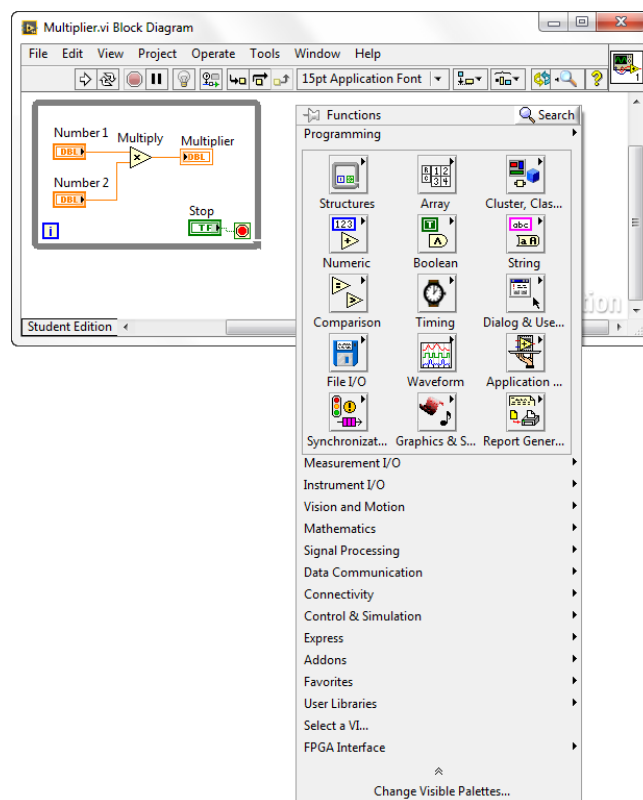 Multiplier.vi Block Diagram
File Edit View Project Operate Tools Window Help
15pt Application Font
Number 1 Multiply Multiplier
DBL DBL
Number 2
DBL
Stop
TF
i
Student Edition
Functions Search
Programming
Structures Array Cluster, Clas...
Numeric Boolean String
Comparison Timing Dialog & Use...
File I/O Waveform Application ...
Synchronizat... Graphics & S... Report Gener...
Measurement I/O
Instrument I/O
Vision and Motion
Mathematics
Signal Processing
Data Communication
Connectivity
Control & Simulation
Express
Addons
Favorites
User Libraries
Select a VI...
FPGA Interface
Change Visible Palettes...